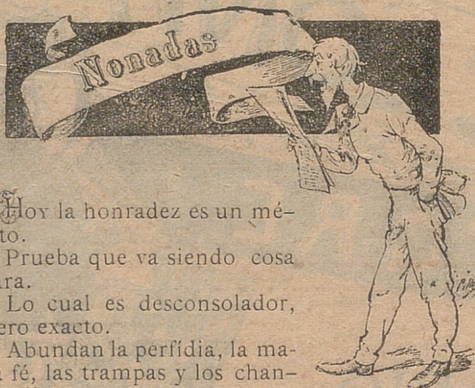 Nonadas
Hoy la honradez es un mé-
to.
Prueba que va siendo cosa
ara.
Lo cual es desconsolador,
ero exacto.
Abundan la perfídia, la ma-
a fé, las trampas y los chan-